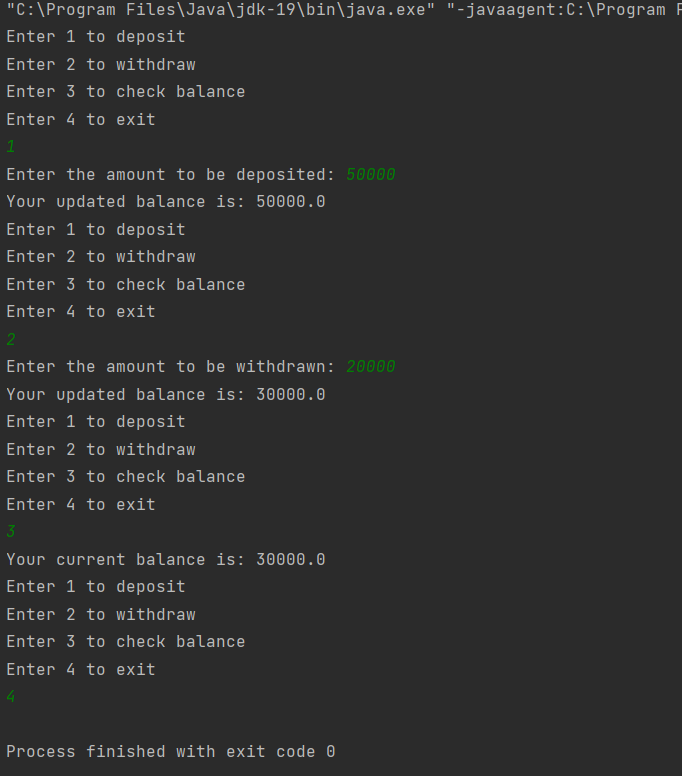 "C:\Program Files\Java\jdk-19\bin\java.exe" "-javaagent:C:\Program
Enter 1 to deposit
Enter 2 to withdraw
Enter 3 to check balance
Enter 4 to exit
1
Enter the amount to be deposited: 50000
Your updated balance is: 50000.0
Enter 1 to deposit
Enter 2 to withdraw
Enter 3 to check balance
Enter 4 to exit
2
Enter the amount to be withdrawn: 20000
Your updated balance is: 30000.0
Enter 1 to deposit
Enter 2 to withdraw
Enter 3 to check balance
Enter 4 to exit
3
Your current balance is: 30000.0
Enter 1 to deposit
Enter 2 to withdraw
Enter 3 to check balance
Enter 4 to exit
4
Process finished with exit code 0